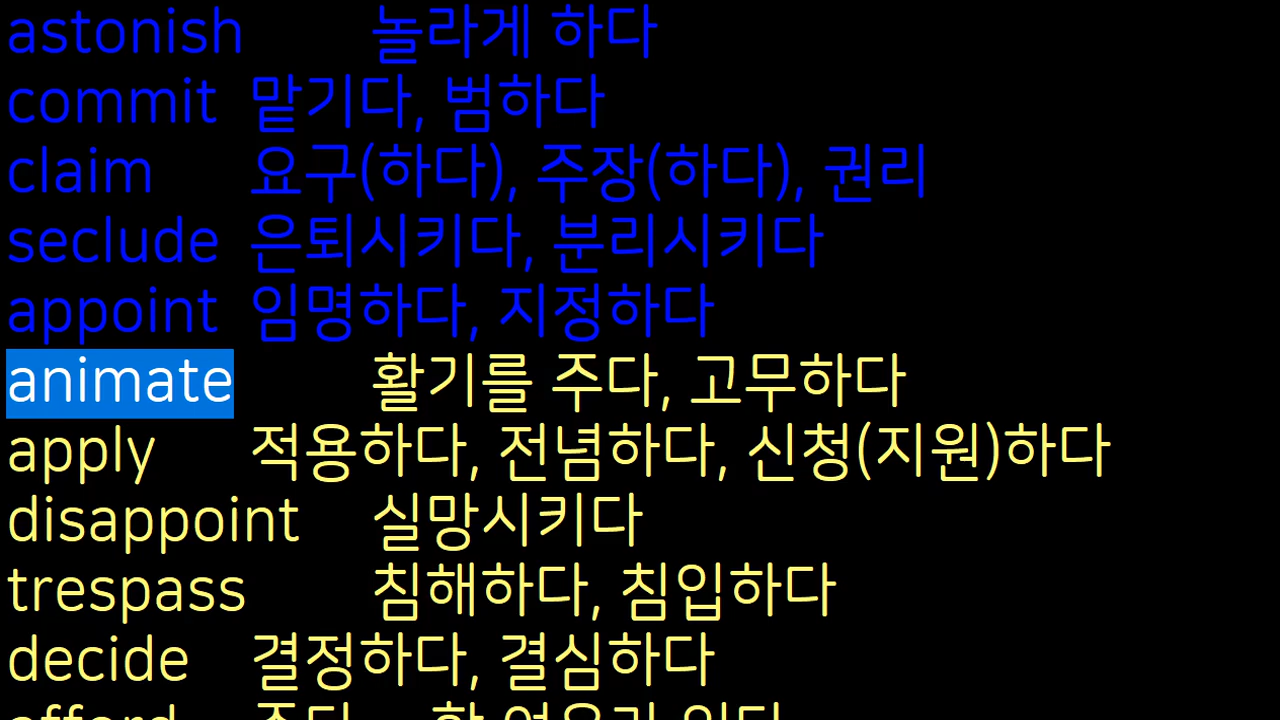 astonish 놀라게 하다
commit 맡기다, 범하다
claim 요구(하다), 주장(하다), 권리
seclude 은퇴시키다, 분리시키다
appoint 임명하다, 지정하다
animate 활기를 주다, 고무하다
apply 적용하다, 전념하다, 신청(지원)하다
disappoint 실망시키다
trespass 침해하다, 침입하다
decide 결정하다, 결심하다
afford